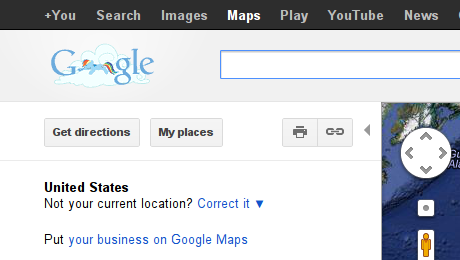 +You Search Images Maps Play YouTube News
Google
Get directions My places
United States
Not your current location? Correct it ▼
Put your business on Google Maps